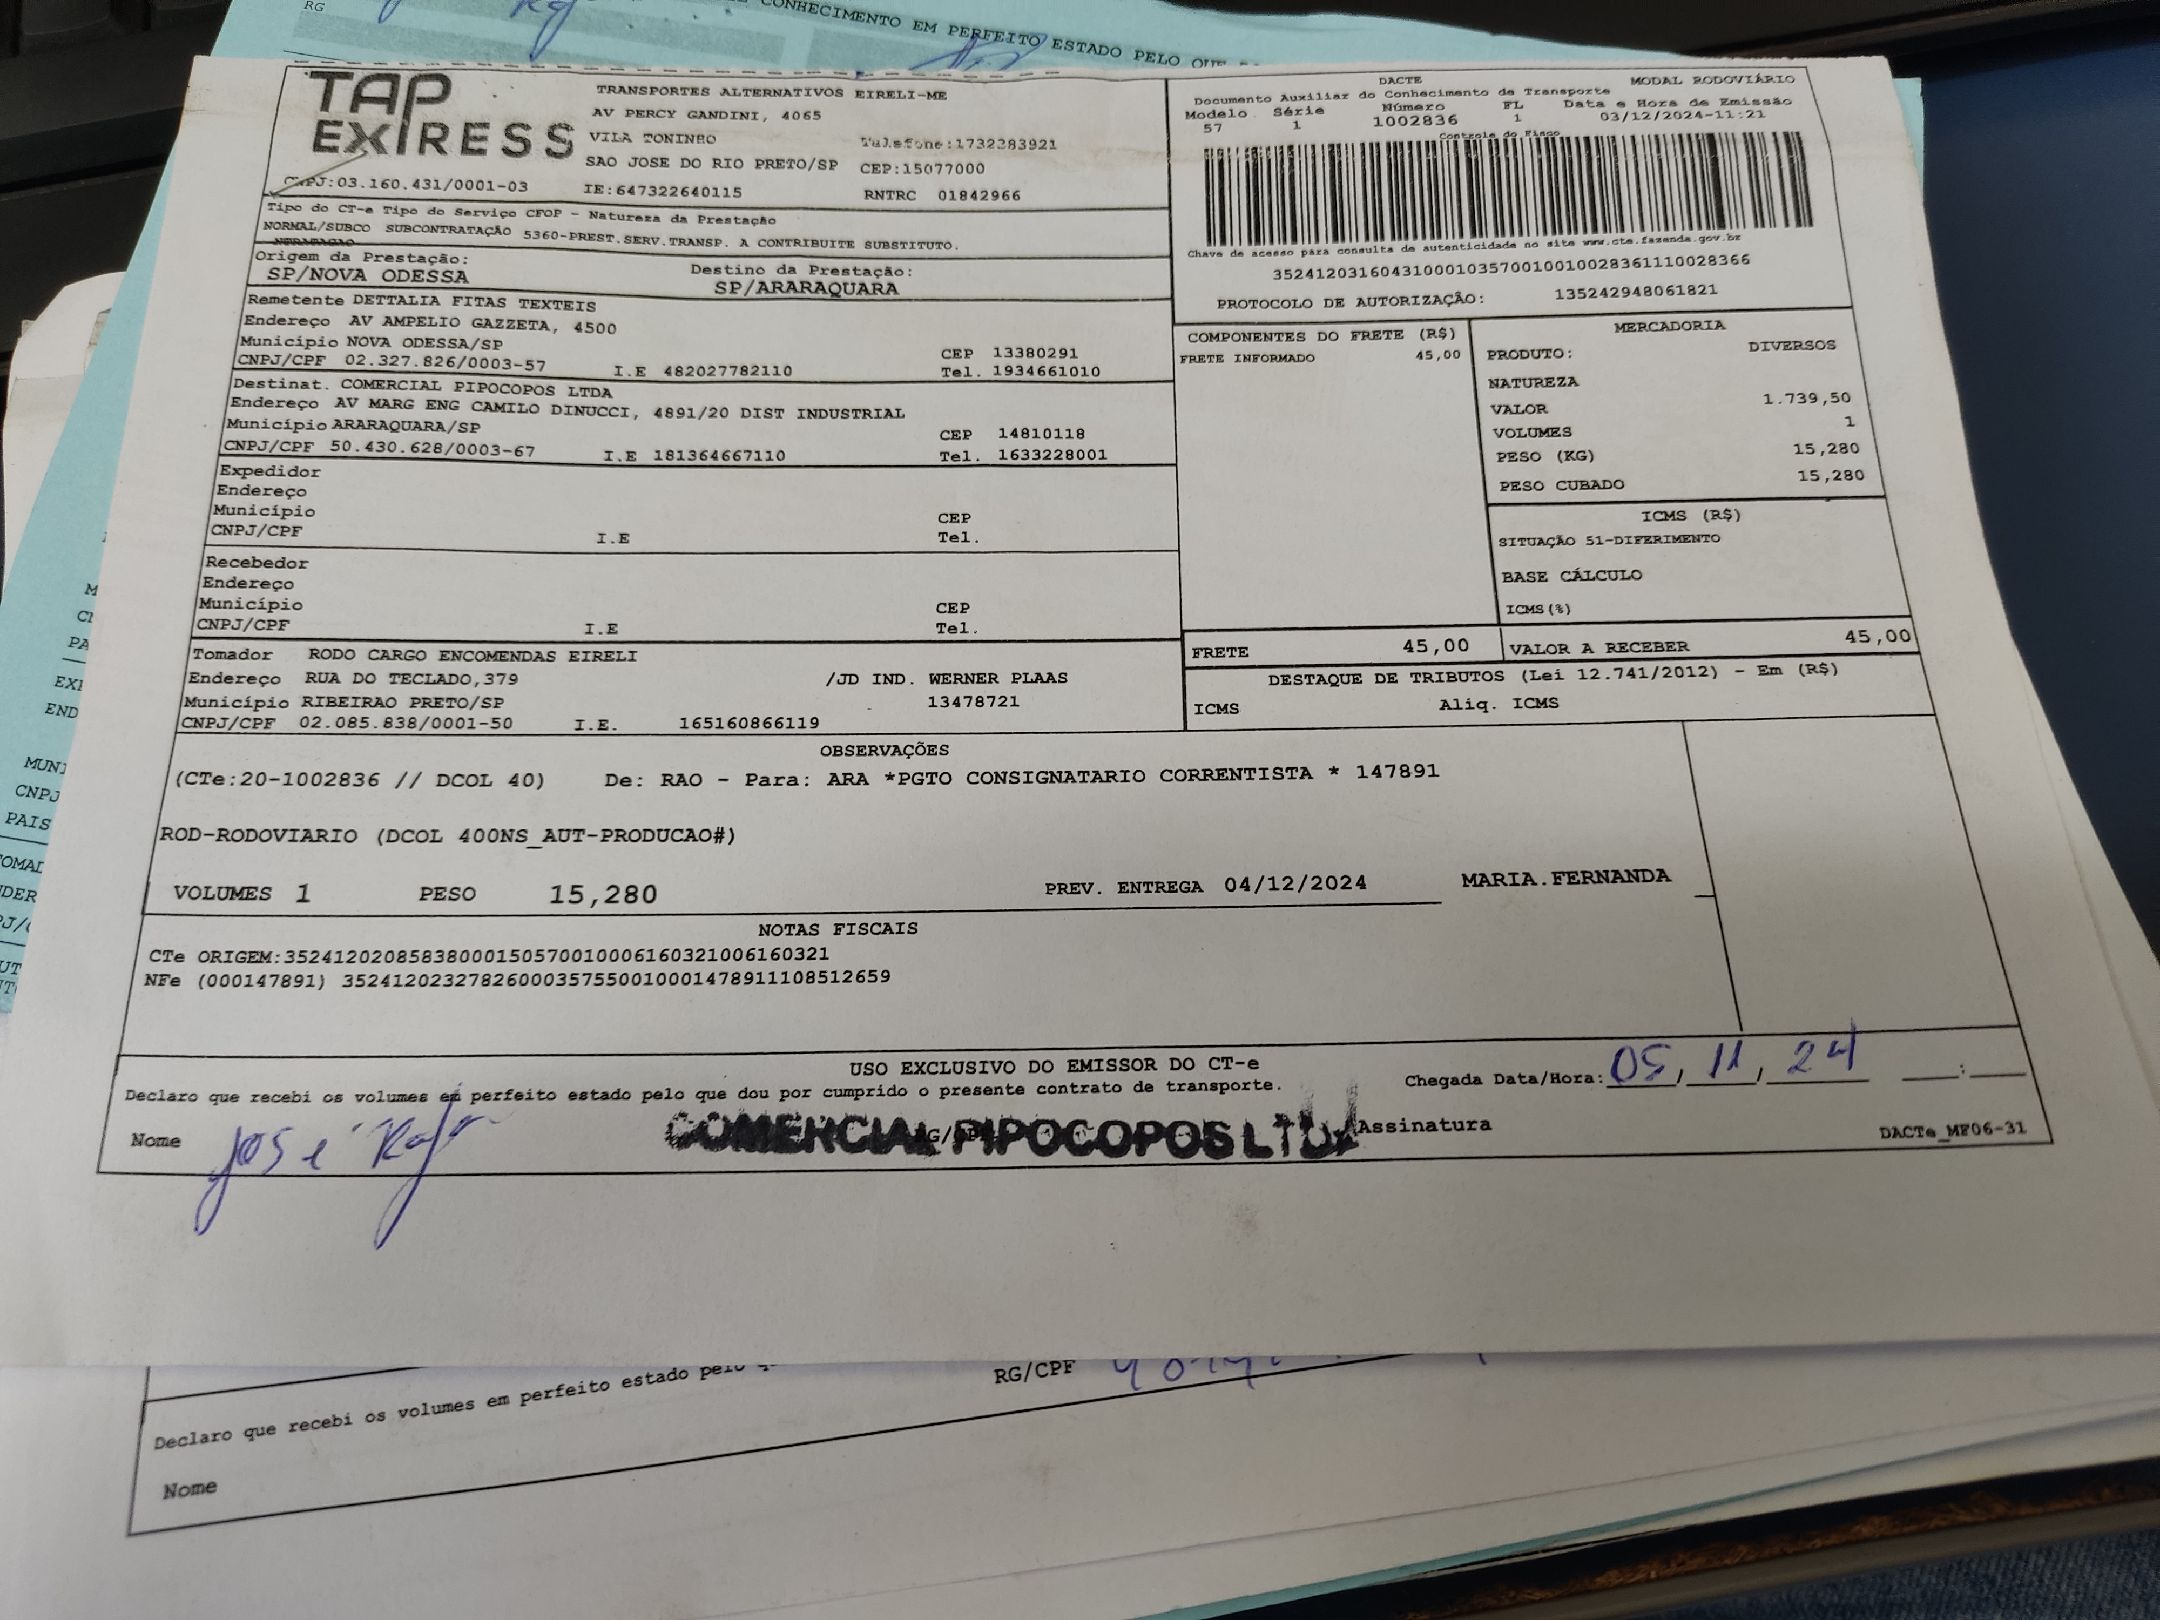 RG
CONHECIMENTO EM PERFEITO ESTADO PELO QUE
TAP EXPRESS
TRANSPORTES ALTERNATIVOS EIRELI-ME
AV PERCY GANDINI, 4065
VILA TONINHO Telefone:1732283921
SAO JOSE DO RIO PRETO/SP CEP:15077000
CNPJ:03.160.431/0001-03 IE:647322640115 RNTRC 01842966
DACTE MODAL RODOVIÁRIO
Documento Auxiliar do Conhecimento de Transporte
Modelo Série Número FL Data e Hora de Emissão
57 1 1002836 1 03/12/2024-11:21
Controle do Fisco
Chave de acesso para consulta de autenticidade no site www.cte.fazenda.gov.bz
35241203160431000103570010010028361110028366
PROTOCOLO DE AUTORIZAÇÃO: 135242948061821
Tipo do CT-e Tipo do Serviço CFOP - Natureza da Prestação
NORMAL/SUBCO SUBCONTRATAÇÃO 5360-PREST.SERV.TRANSP. A CONTRIBUITE SUBSTITUTO.
Origem da Prestação: Destino da Prestação:
SP/NOVA ODESSA SP/ARARAQUARA
Remetente DETTALIA FITAS TEXTEIS
Endereço AV AMPELIO GAZZETA, 4500
Município NOVA ODESSA/SP CEP 13380291
CNPJ/CPF 02.327.826/0003-57 I.E 482027782110 Tel. 1934661010
Destinat. COMERCIAL PIPOCOPOS LTDA
Endereço AV MARG ENG CAMILO DINUCCI, 4891/20 DIST INDUSTRIAL
Município ARARAQUARA/SP CEP 14810118
CNPJ/CPF 50.430.628/0003-67 I.E 181364667110 Tel. 1633228001
Expedidor
Endereço
Município CEP
CNPJ/CPF I.E Tel.
Recebedor
Endereço
Município CEP
CNPJ/CPF I.E Tel.
Tomador RODO CARGO ENCOMENDAS EIRELI
Endereço RUA DO TECLADO,379 /JD IND. WERNER PLAAS
Município RIBEIRAO PRETO/SP 13478721
CNPJ/CPF 02.085.838/0001-50 I.E. 165160866119
COMPONENTES DO FRETE (R$)
FRETE INFORMADO 45,00
MERCADORIA
PRODUTO: DIVERSOS
NATUREZA
VALOR 1.739,50
VOLUMES 1
PESO (KG) 15,280
PESO CUBADO 15,280
ICMS (R$)
SITUAÇÃO 51-DIFERIMENTO
BASE CÁLCULO
ICMS(%)
FRETE 45,00 VALOR A RECEBER 45,00
DESTAQUE DE TRIBUTOS (Lei 12.741/2012) - Em (R$)
ICMS Aliq. ICMS
OBSERVAÇÕES
(CTe:20-1002836 // DCOL 40) De: RAO - Para: ARA *PGTO CONSIGNATARIO CORRENTISTA * 147891
ROD-RODOVIARIO (DCOL 400NS_AUT-PRODUCAO#)
VOLUMES 1 PESO 15,280 PREV. ENTREGA 04/12/2024 MARIA.FERNANDA
NOTAS FISCAIS
CTe ORIGEM:35241202085838000150570010006160321006160321
NFe (000147891) 35241202327826000357550010001478911108512659
USO EXCLUSIVO DO EMISSOR DO CT-e
Declaro que recebi os volumes em perfeito estado pelo que dou por cumprido o presente contrato de transporte.
Chegada Data/Hora: 05, 11, 24 :
Nome José COMERCIAL PIPOCOPOS LTDA Assinatura
DACTe_MF06-31
Declaro que recebi os volumes em perfeito estado pelo
RG/CPF
Nome